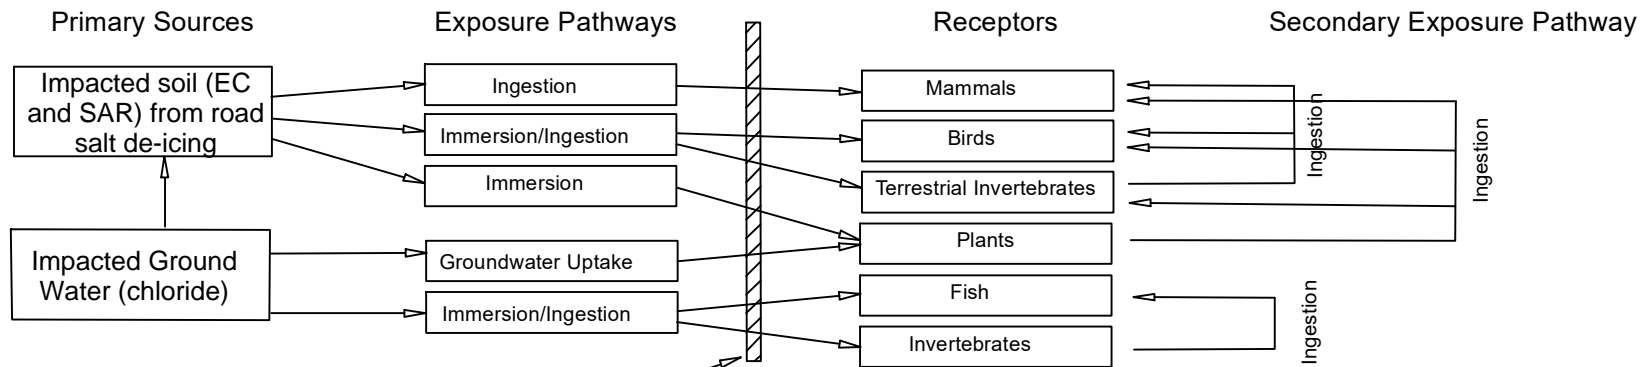 Primary Sources
Exposure Pathways
Receptors
Secondary Exposure Pathway
Impacted soil (EC
and SAR) from road
salt de-icing
Impacted Ground
Water (chloride)
Ingestion
Immersion/Ingestion
Immersion
Groundwater Uptake
Immersion/Ingestion
Mammals
Birds
Terrestrial Invertebrates
Plants
Fish
Invertebrates
Ingestion
Ingestion
Ingestion